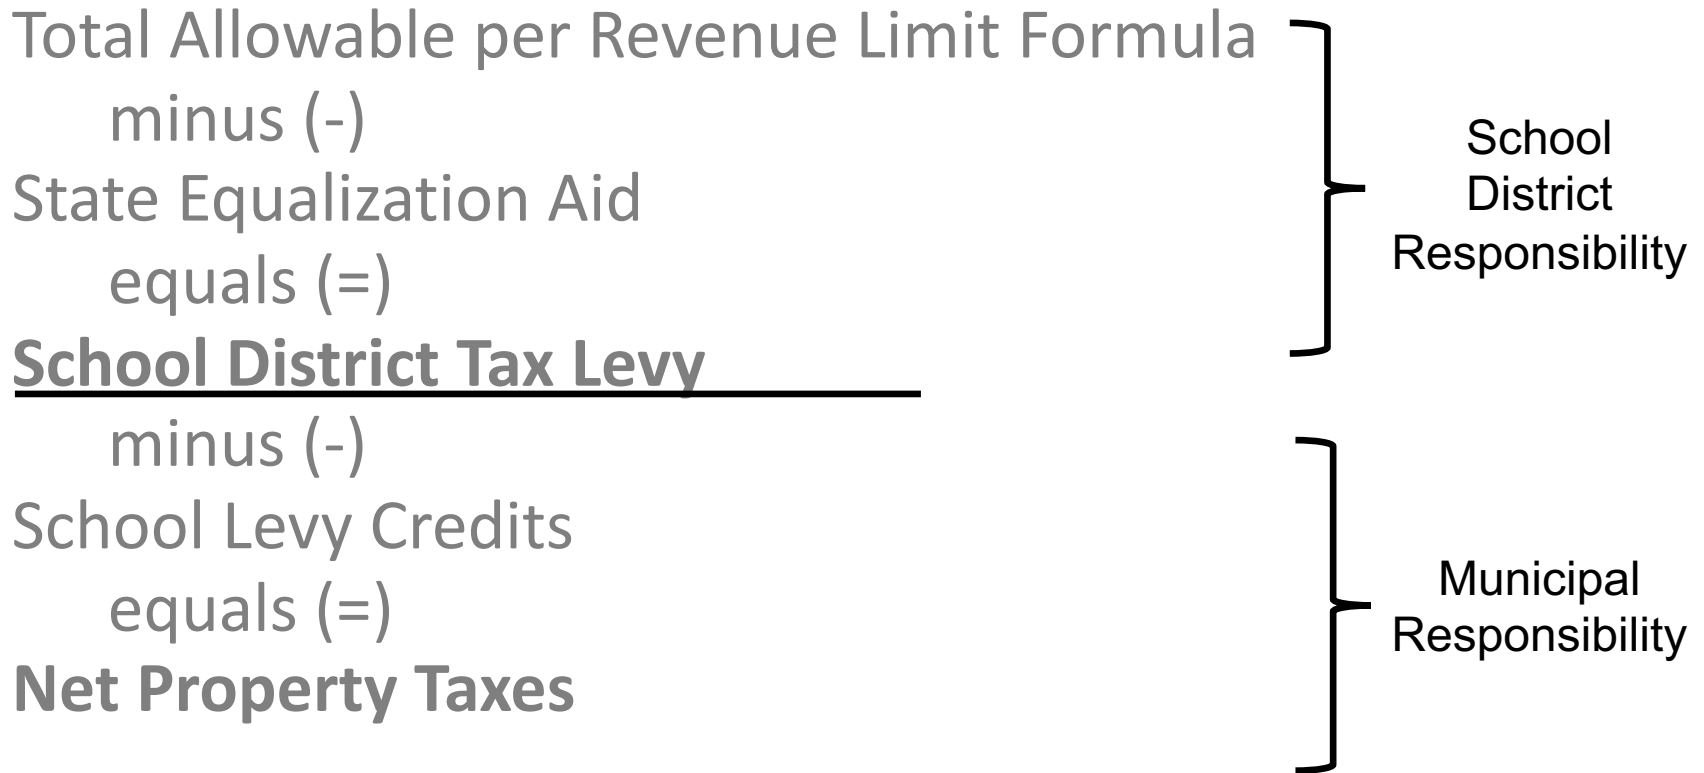 Total Allowable per Revenue Limit Formula
minus (-)
State Equalization Aid
equals (=)
School District Tax Levy
School
District
Responsibility
minus (-)
School Levy Credits
equals (=)
Net Property Taxes
Municipal
Responsibility